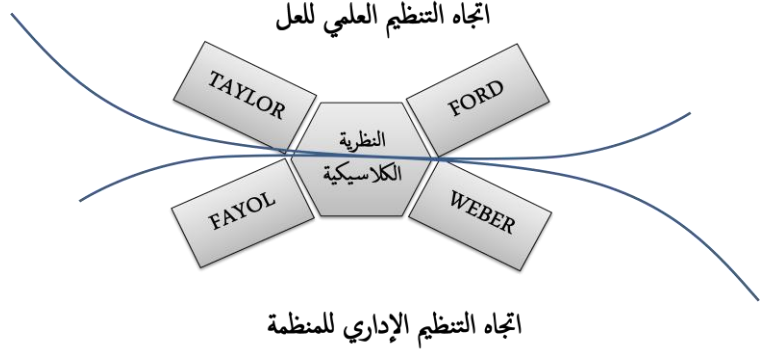 اتجاه التنظيم العلمي للعل
TAYLOR
FORD
النظرية
الكلاسيكية
FAYOL
WEBER
اتجاه التنظيم الإداري للمنظمة